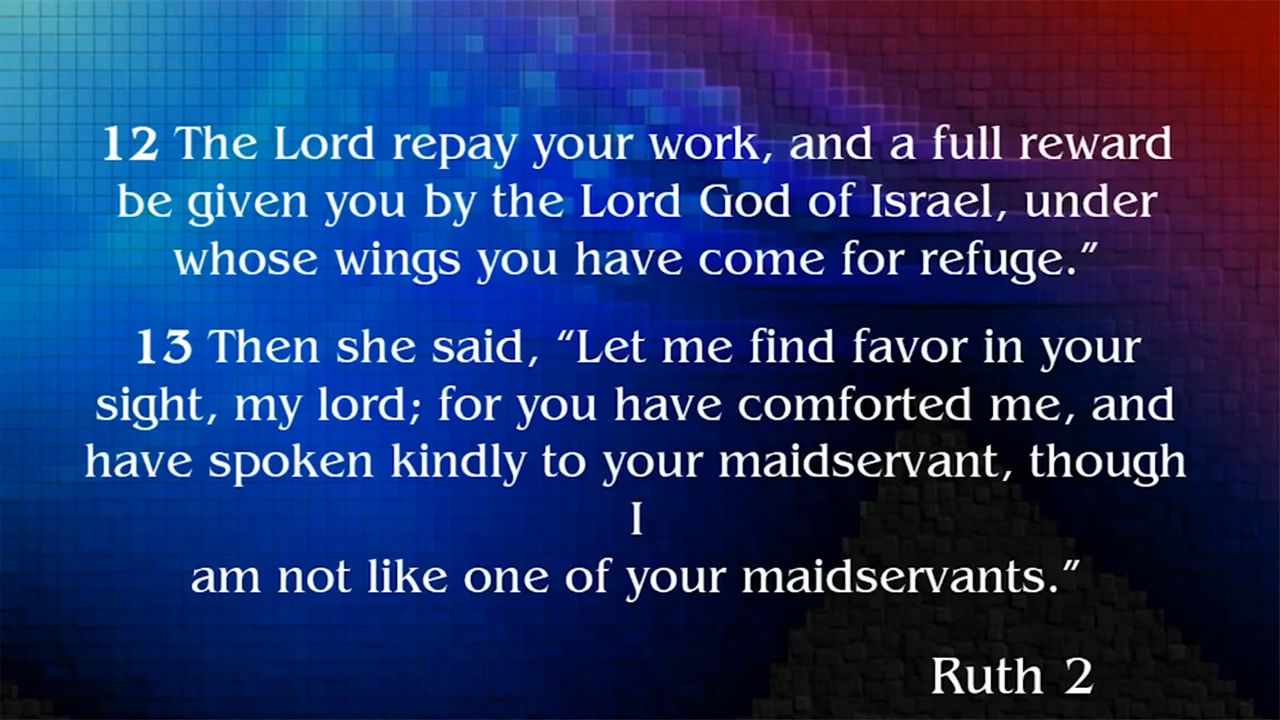 12 The Lord repay your work, and a full reward
be given you by the Lord God of Israel, under
whose wings you have come for refuge.”
13 Then she said, “Let me find favor in your
sight, my lord; for you have comforted me, and
have spoken kindly to your maidservant, though
I
am not like one of your maidservants.”
Ruth 2